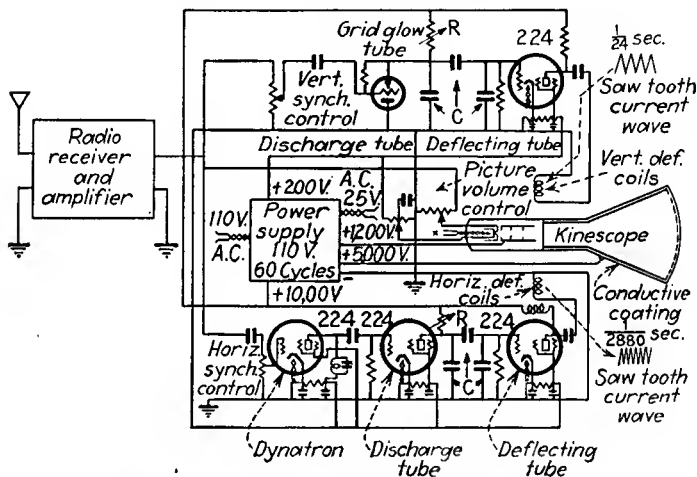 Grid glow
tube
R
224
1/24 sec.
Saw tooth
current
wave
Vert.
synch.
control
C
Discharge tube
Deflecting tube
Vert. def.
coils
Radio
receiver
and
amplifier
+200V.
A.C.
25V.
Picture
volume
control
110V.
A.C.
Power
supply
110 V.
60 Cycles
+1200V.
+5000V.
-
+10,00V
Kinescope
Horiz. def.
coils
Conductive
coating
1/2880 sec.
Saw tooth
current
wave
224
224
R
224
Horiz
synch.
control
C
Dynatron
Discharge
tube
Deflecting
tube